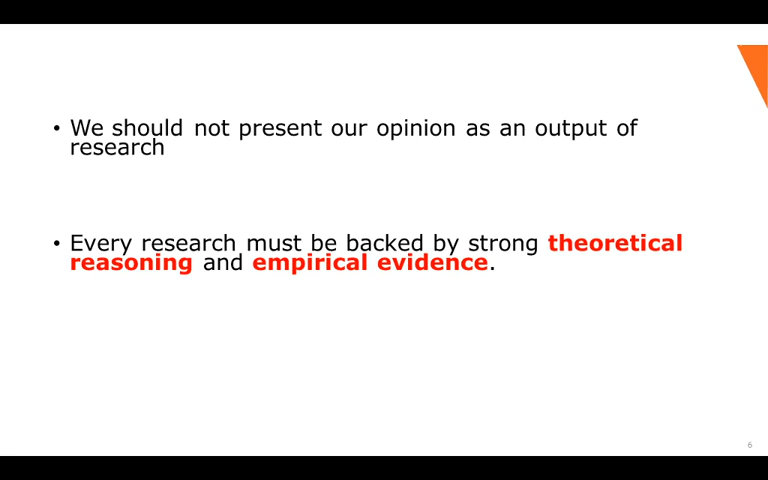 • We should not present our opinion as an output of
research
• Every research must be backed by strong theoretical
reasoning and empirical evidence.
6